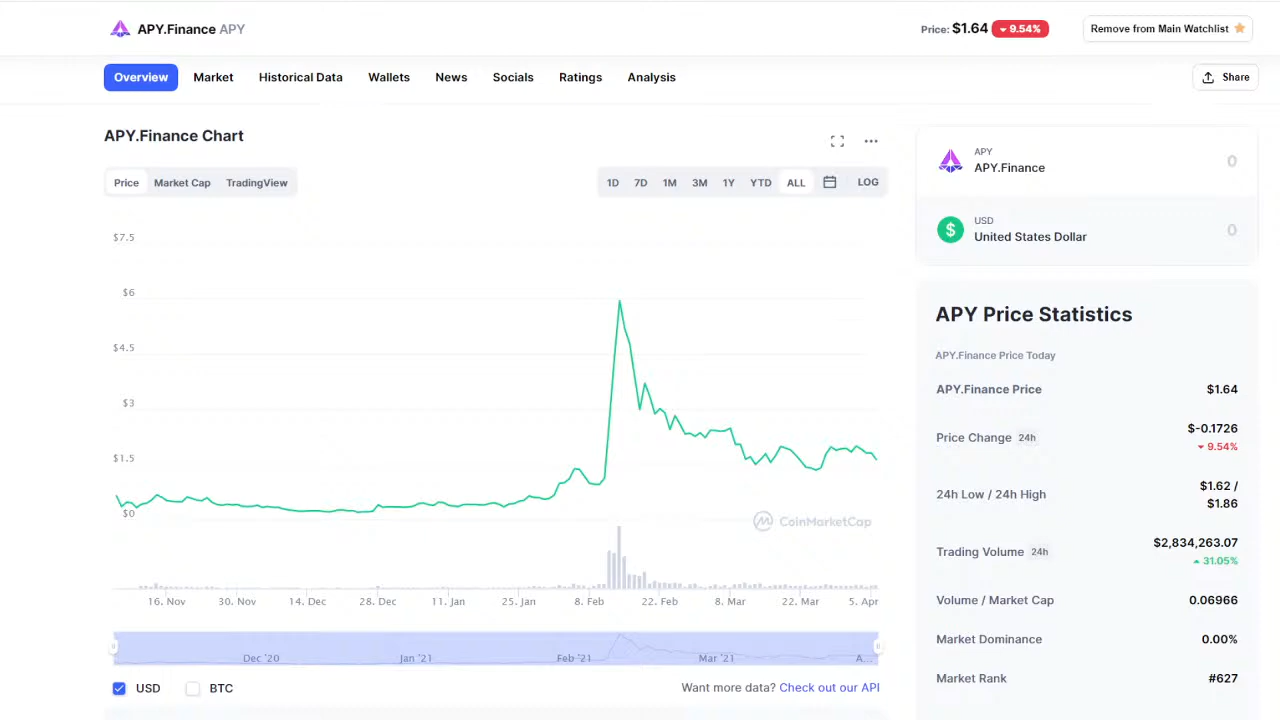 APY.Finance APY
Price: $1.64 9.54%
Remove from Main Watchlist
Overview Market Historical Data Wallets News Socials Ratings Analysis
Share
APY.Finance Chart
Price Market Cap TradingView
1D 7D 1M 3M 1Y YTD ALL LOG
$7.5
$6
$4.5
$3
$1.5
$0
CoinMarketCap
16. Nov 30. Nov 14. Dec 28. Dec 11. Jan 25. Jan 8. Feb 22. Feb 8. Mar 22. Mar 5. Apr
Dec '20 Jan '21 Feb '21 Mar '21 A...
USD BTC
Want more data? Check out our API
APY
APY.Finance 0
$ USD
United States Dollar 0
APY Price Statistics
APY.Finance Price Today
APY.Finance Price $1.64
Price Change 24h $-0.1726
9.54%
24h Low / 24h High $1.62 /
$1.86
Trading Volume 24h $2,834,263.07
31.05%
Volume / Market Cap 0.06966
Market Dominance 0.00%
Market Rank #627